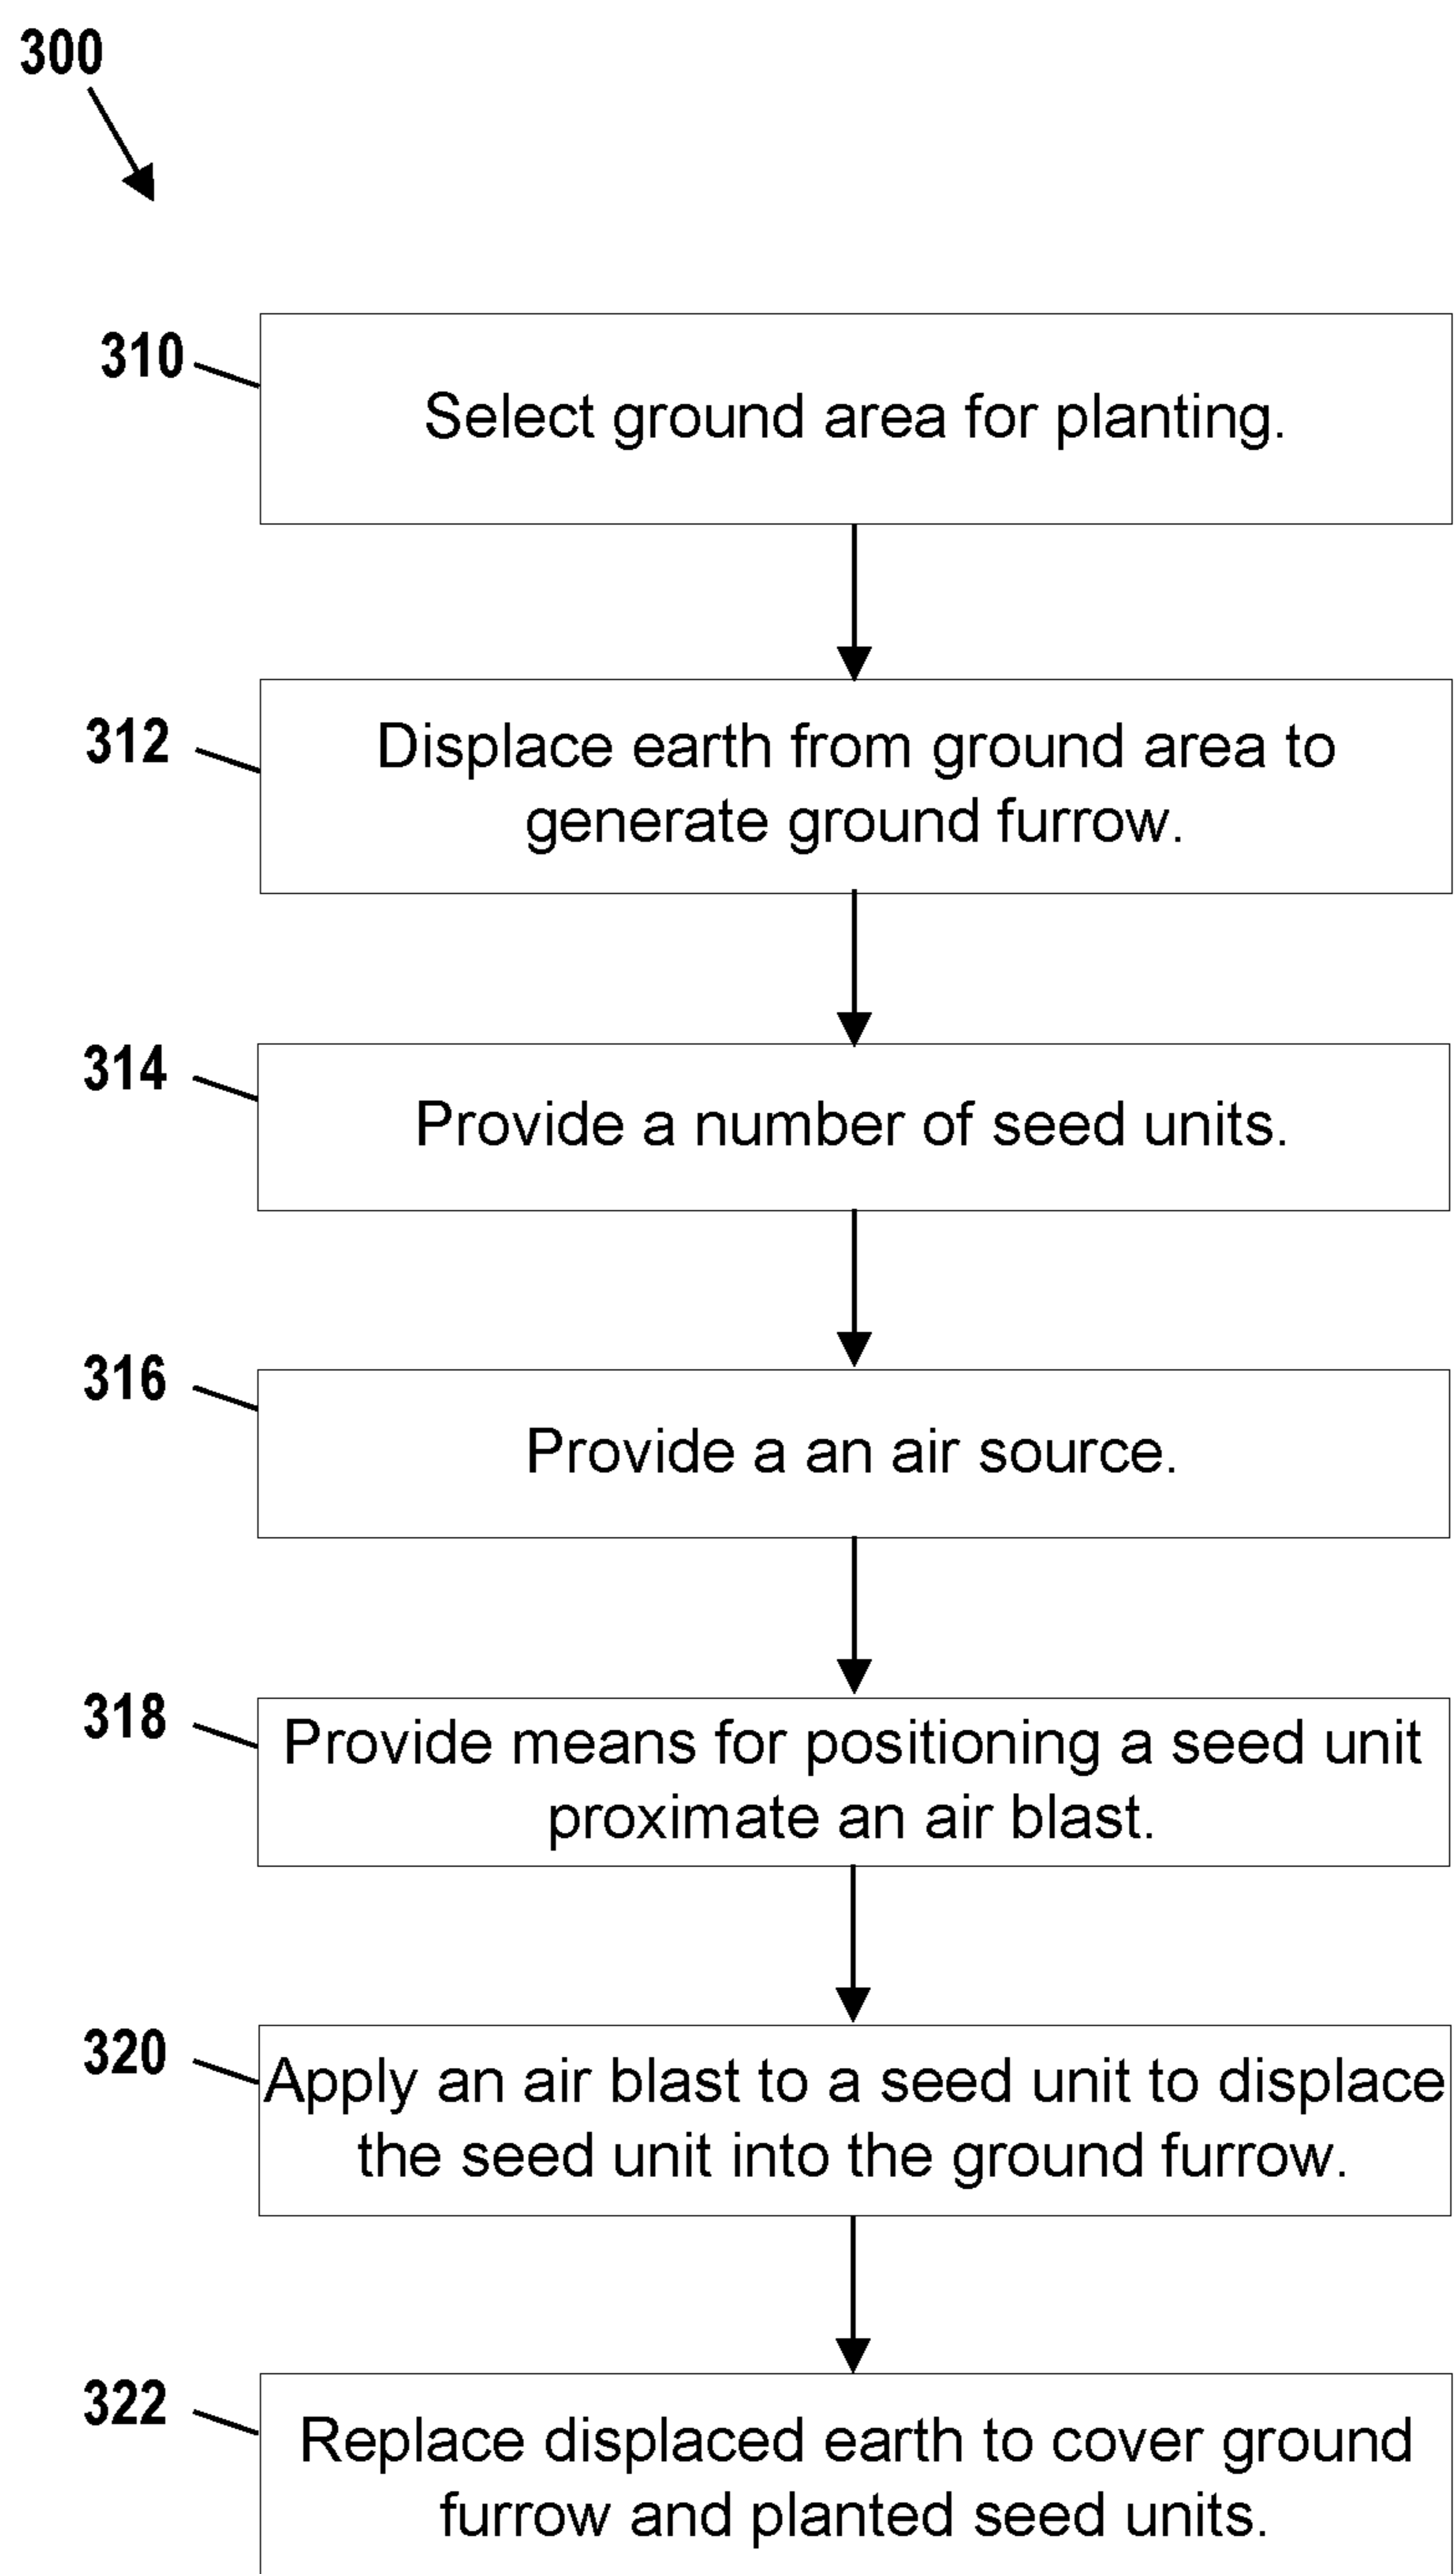 300
310
Select ground area for planting.
312
Displace earth from ground area to
generate ground furrow.
314
Provide a number of seed units.
316
Provide a an air source.
318
Provide means for positioning a seed unit
proximate an air blast.
320
Apply an air blast to a seed unit to displace
the seed unit into the ground furrow.
322
Replace displaced earth to cover ground
furrow and planted seed units.